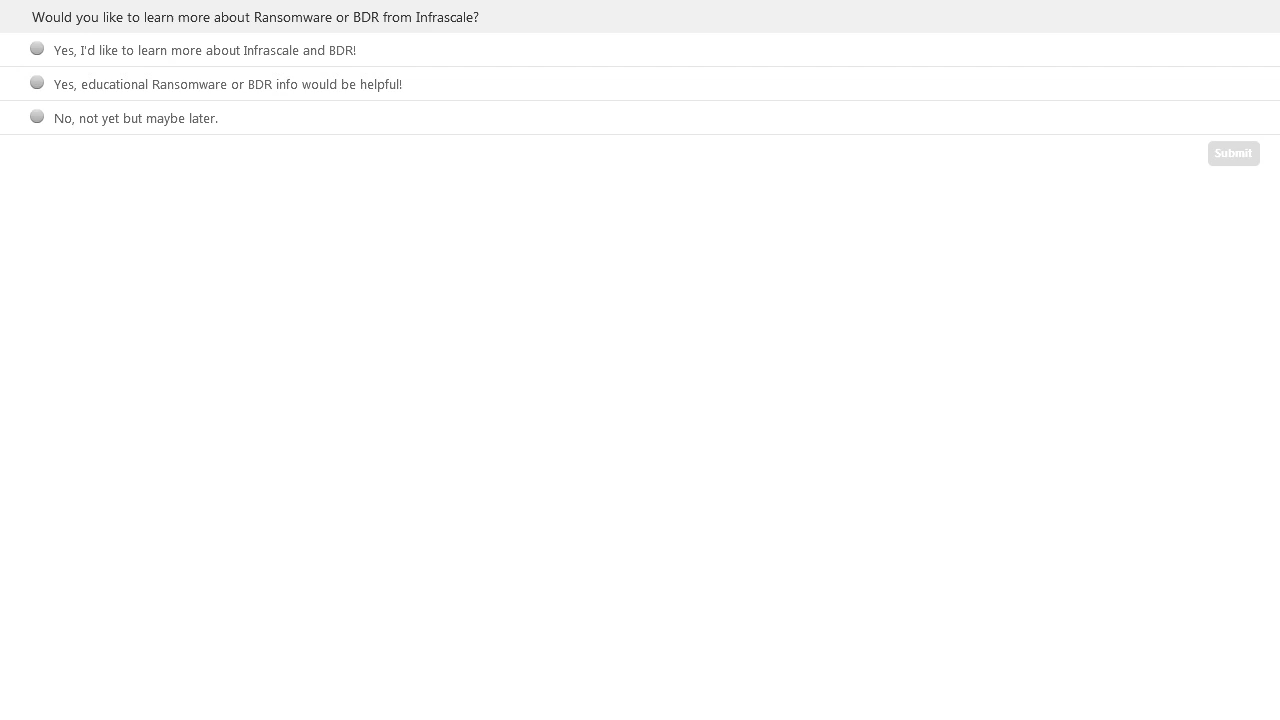 Would you like to learn more about Ransomware or BDR from Infrascale?
Yes, I'd like to learn more about Infrascale and BDR!
Yes, educational Ransomware or BDR info would be helpful!
No, not yet but maybe later.
Submit